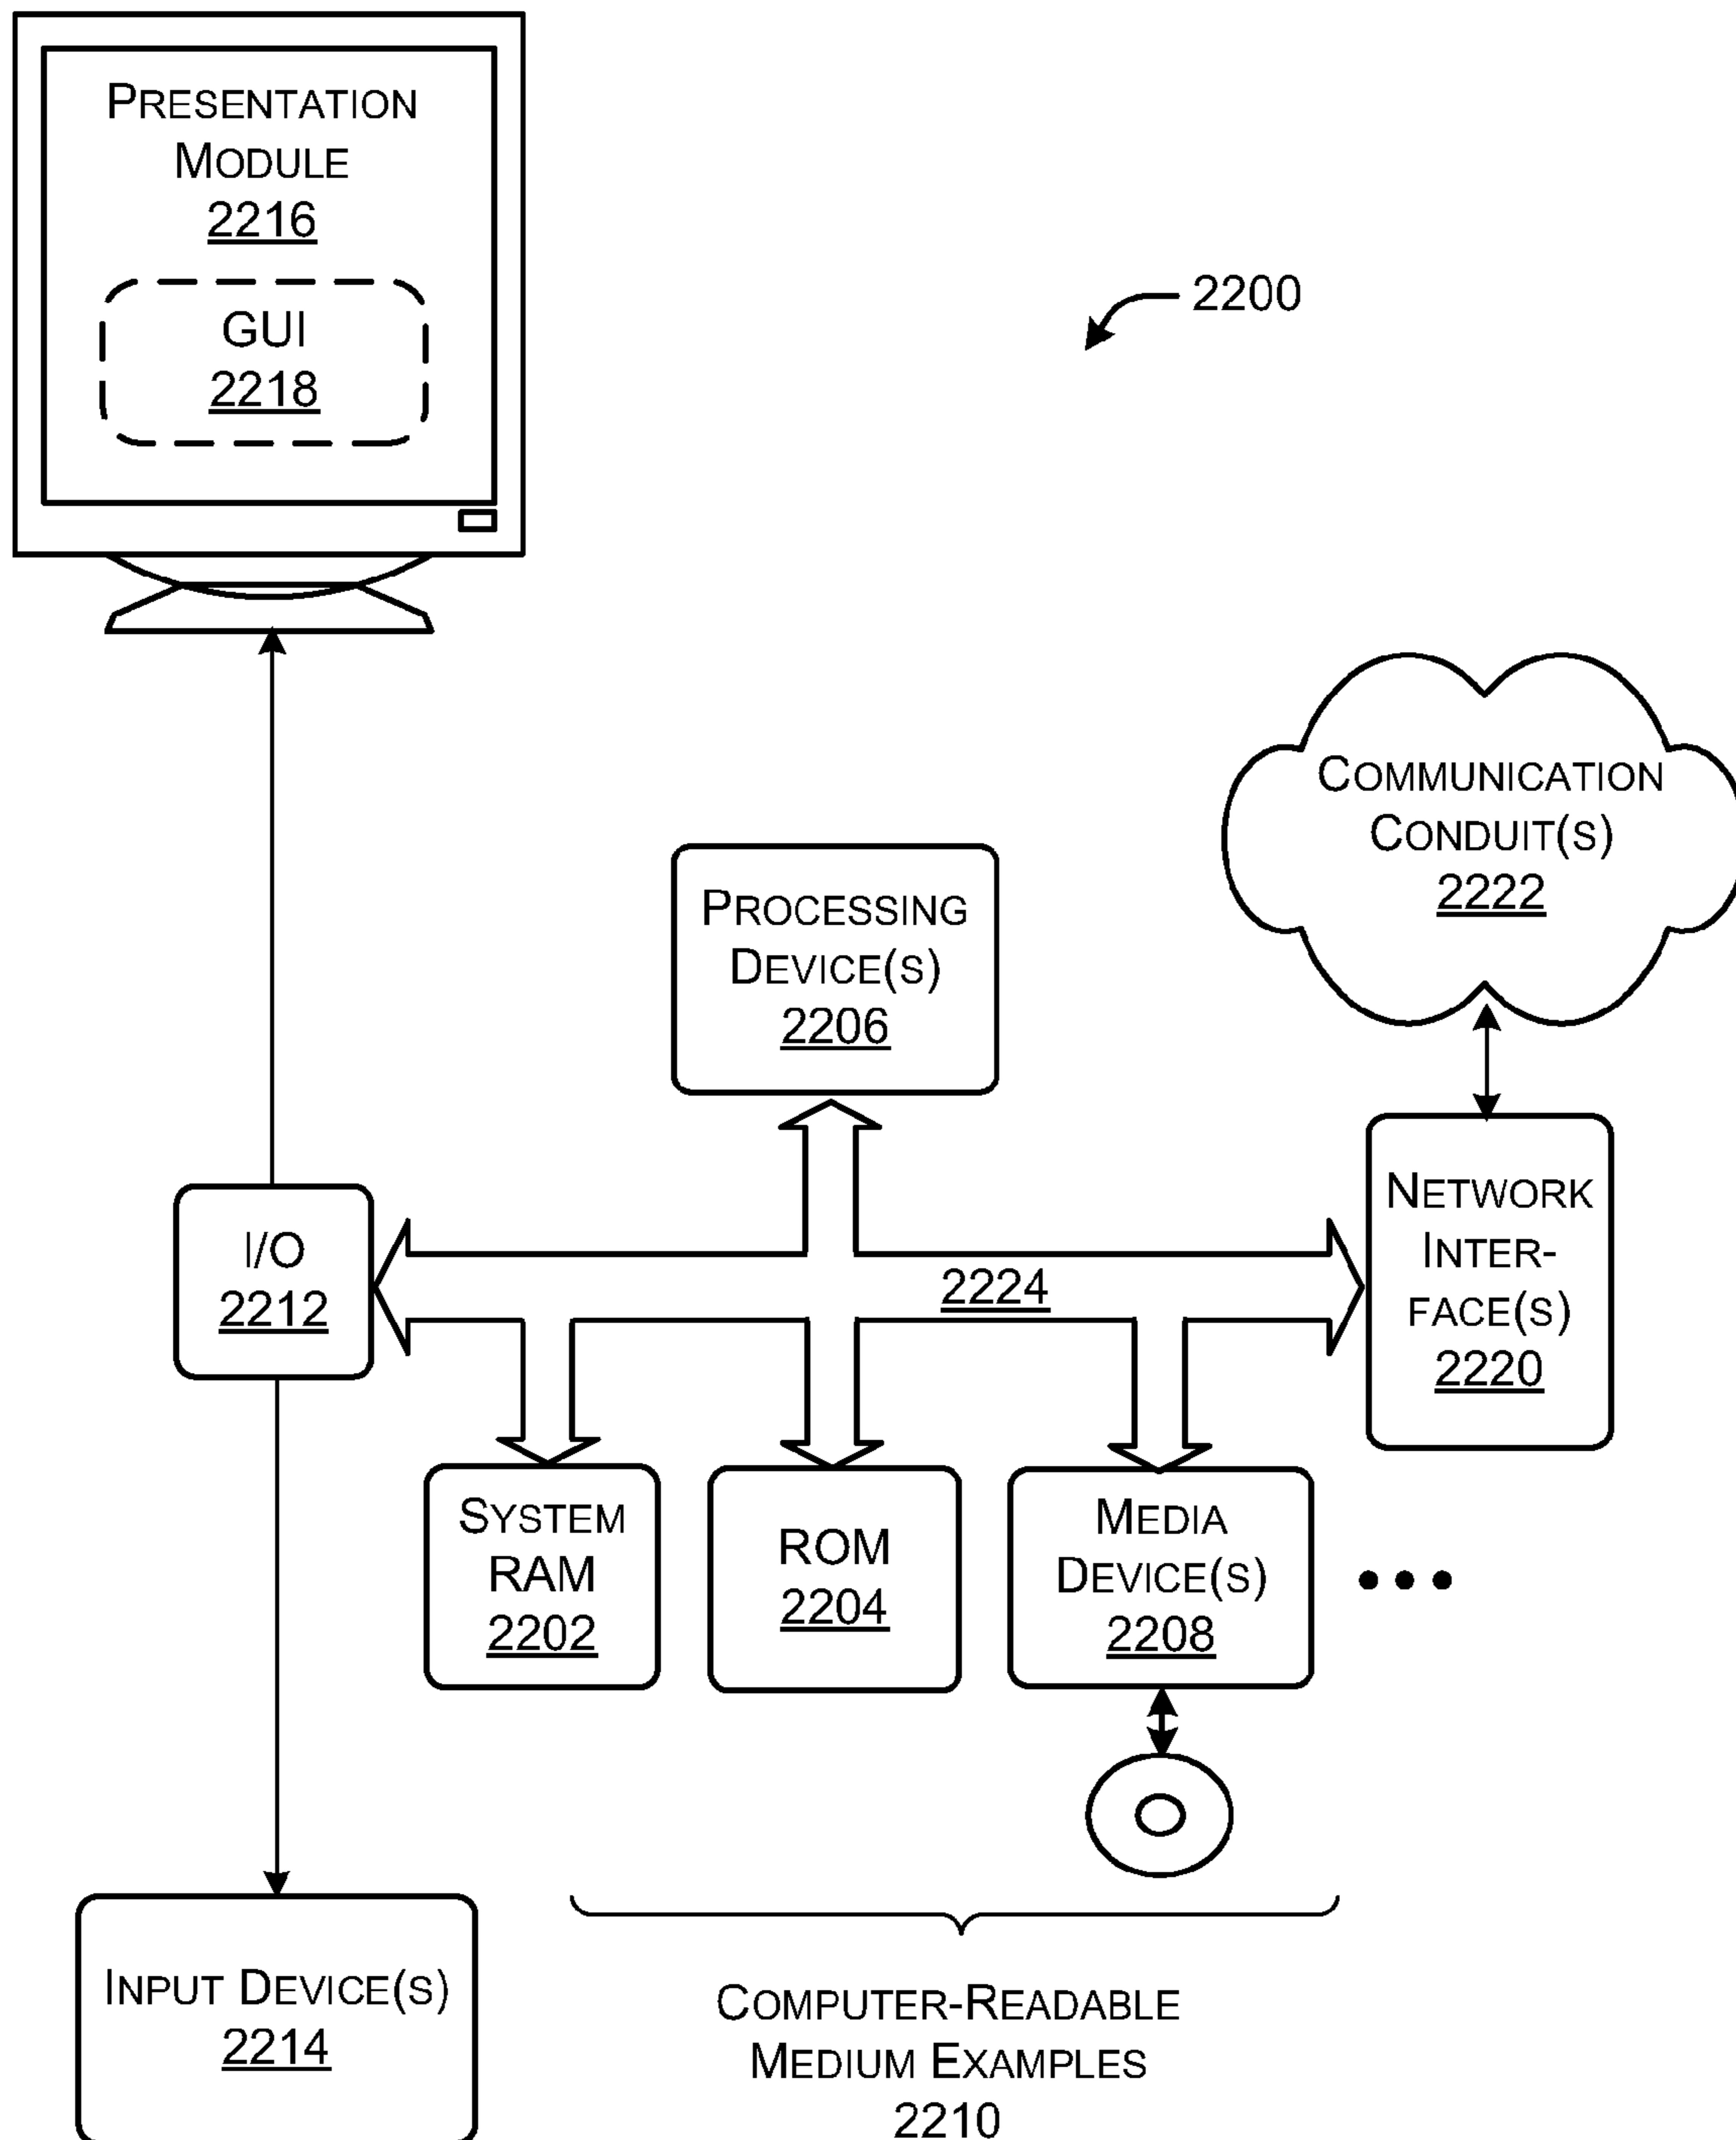 PRESENTATION
MODULE
2216
GUI
2218
2200
COMMUNICATION
CONDUIT(S)
2222
PROCESSING
DEVICE(S)
2206
NETWORK
INTER-
FACE(S)
2220
I/O
2212
2224
SYSTEM
RAM
2202
ROM
2204
MEDIA
DEVICE(S)
2208
INPUT DEVICE(S)
2214
COMPUTER-READABLE
MEDIUM EXAMPLES
2210